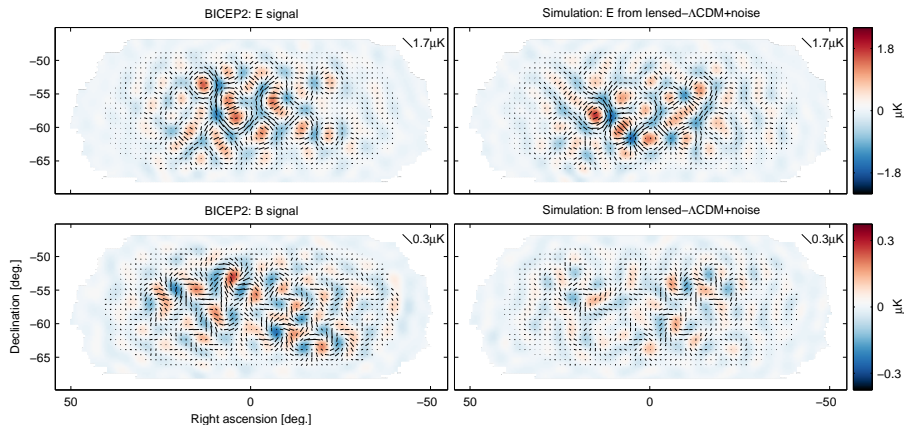 BICEP2: E signal
Simulation: E from lensed−ΛCDM+noise
1.7μK
1.7μK
−50
−55
−60
−65
1.8
0
−1.8
μK
BICEP2: B signal
Simulation: B from lensed−ΛCDM+noise
0.3μK
0.3μK
−50
−55
−60
−65
Declination [deg.]
0.3
0
−0.3
μK
50
0
−50
50
0
−50
Right ascension [deg.]